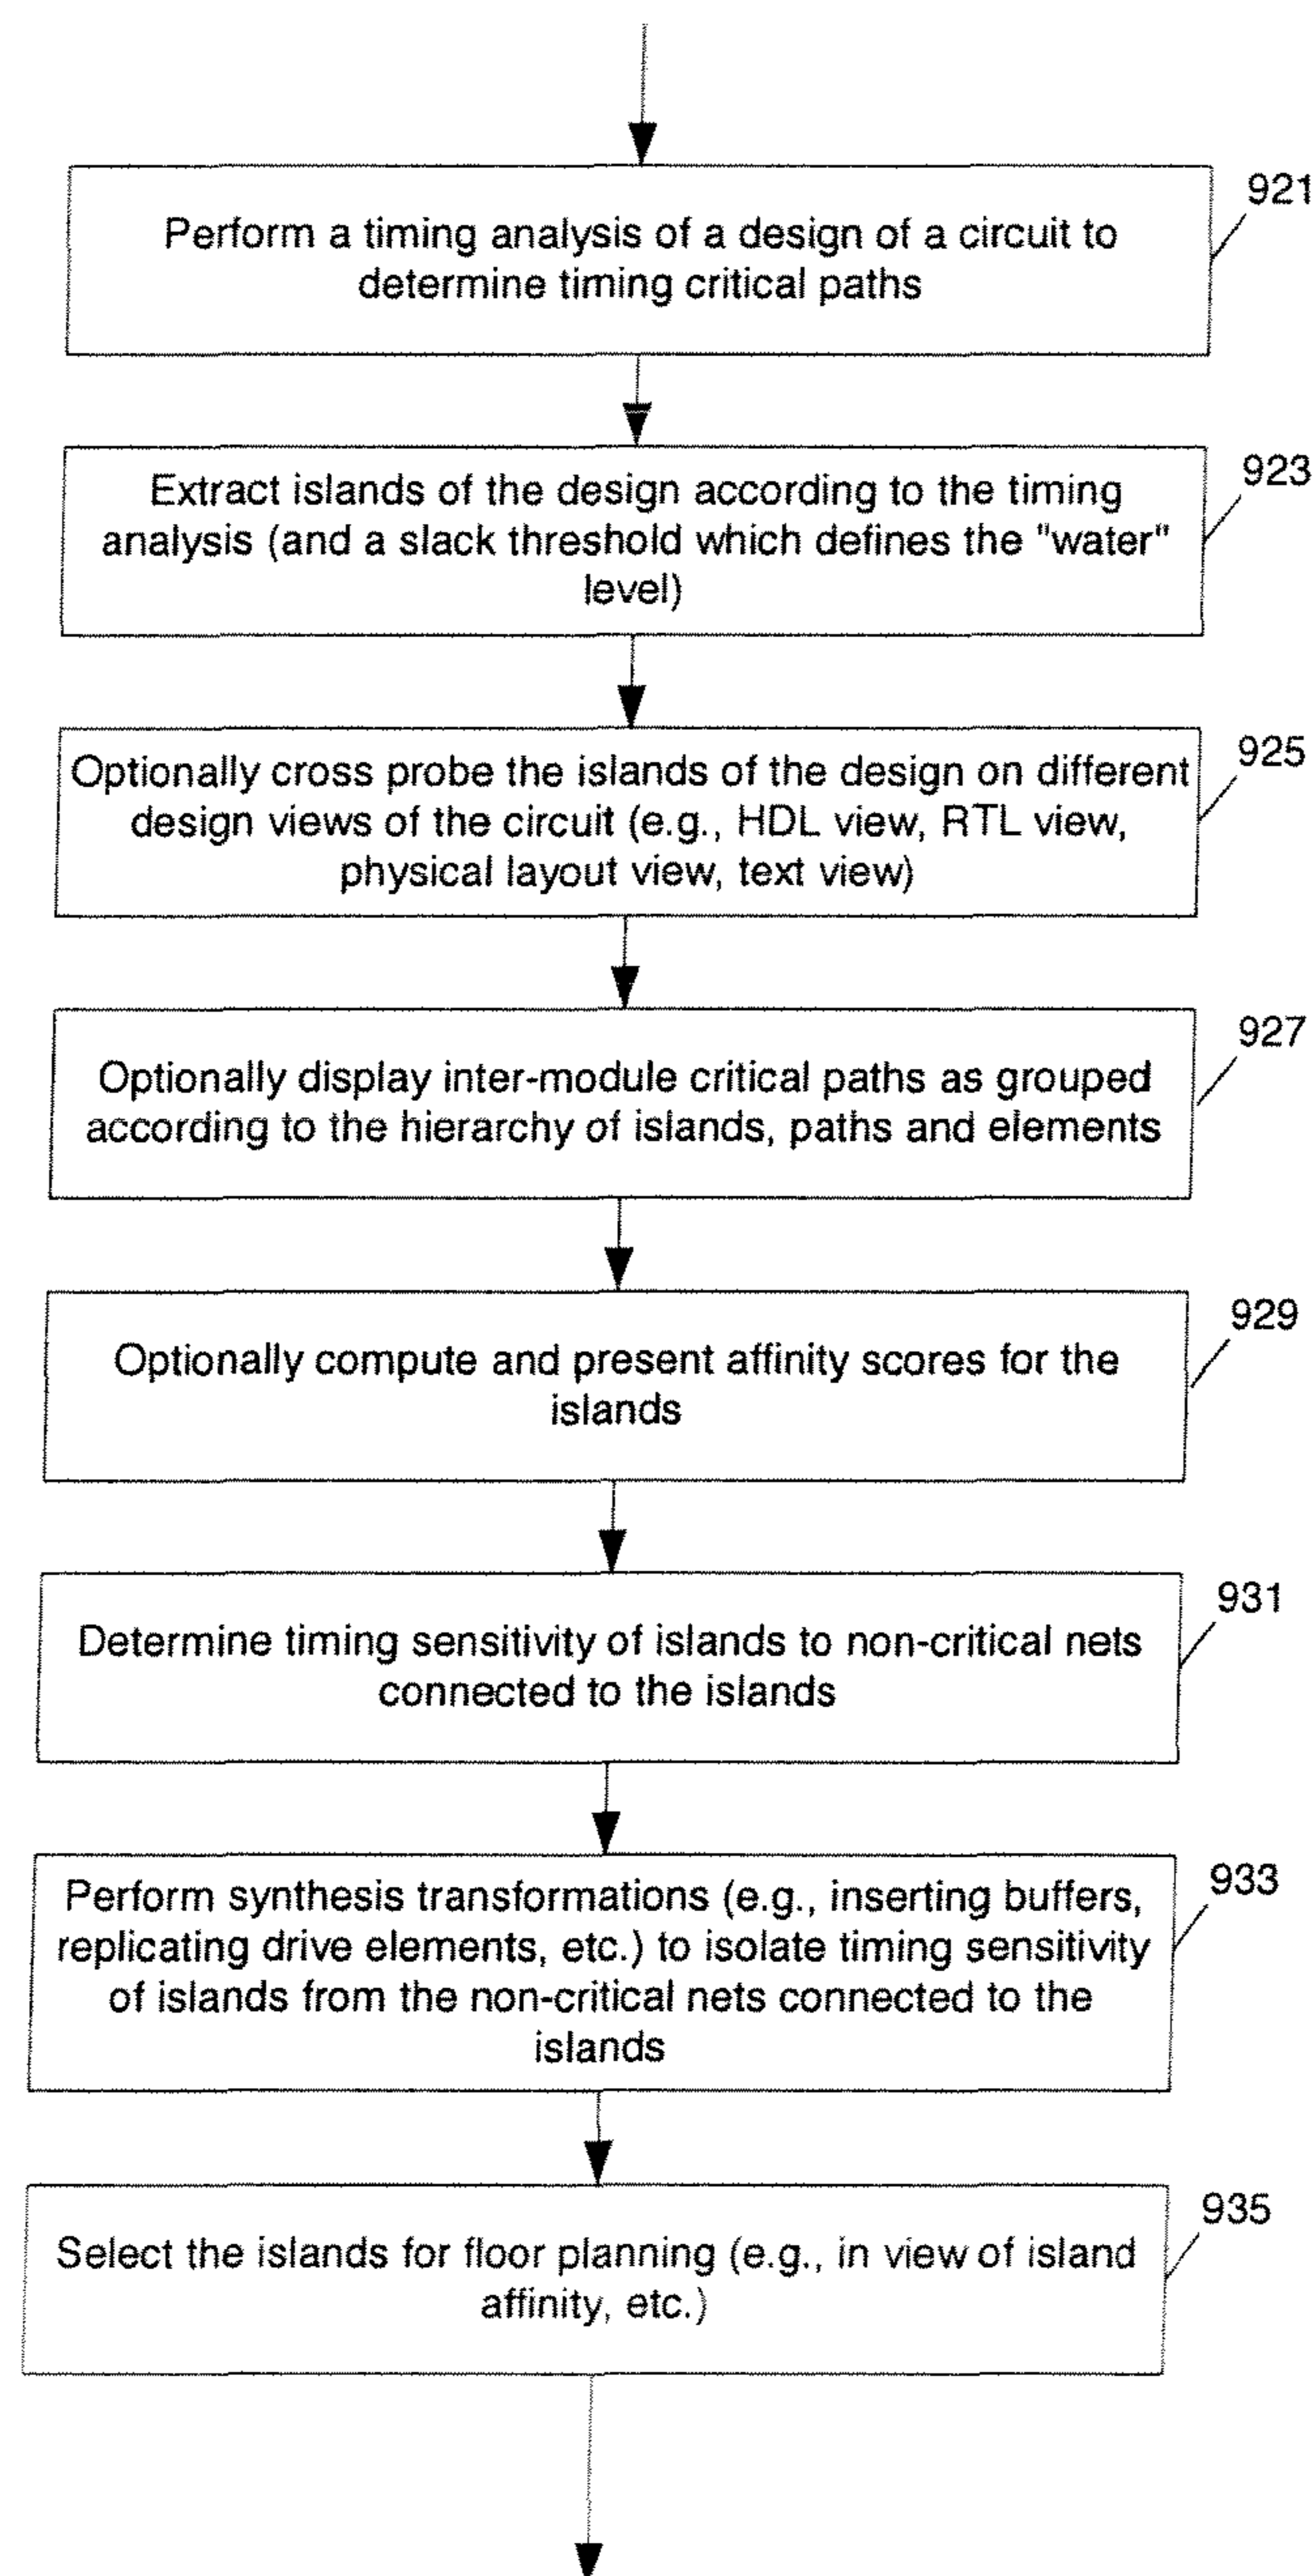 921
Perform a timing analysis of a design of a circuit to
determine timing critical paths
923
Extract islands of the design according to the timing
analysis (and a slack threshold which defines the "water"
level)
925
Optionally cross probe the islands of the design on different
design views of the circuit (e.g., HDL view, RTL view,
physical layout view, text view)
927
Optionally display inter-module critical paths as grouped
according to the hierarchy of islands, paths and elements
929
Optionally compute and present affinity scores for the
islands
931
Determine timing sensitivity of islands to non-critical nets
connected to the islands
933
Perform synthesis transformations (e.g., inserting buffers,
replicating drive elements, etc.) to isolate timing sensitivity
of islands from the non-critical nets connected to the
islands
935
Select the islands for floor planning (e.g., in view of island
affinity, etc.)